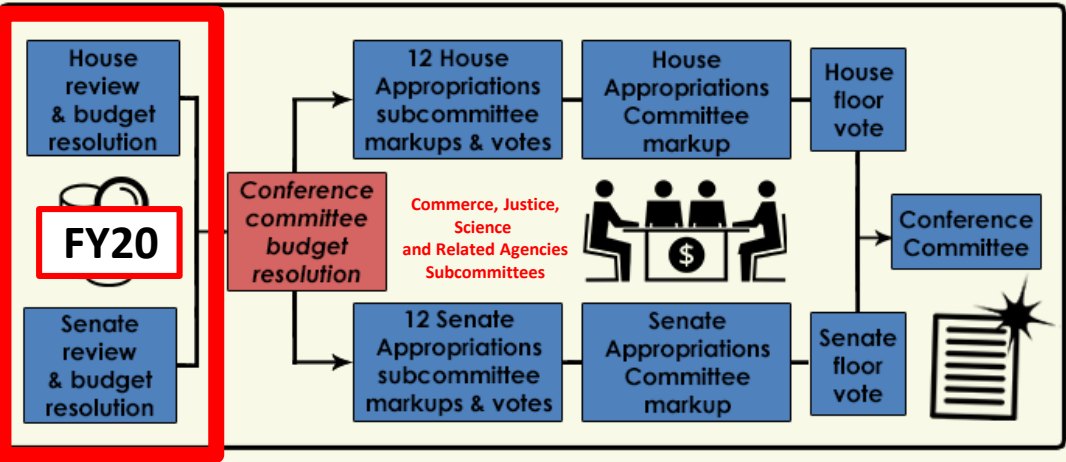 House
review
& budget
resolution
FY20
Senate
review
& budget
resolution
Conference
committee
budget
resolution
12 House
Appropriations
subcommittee
markups & votes
House
Appropriations
Committee
markup
House
floor
vote
Commerce, Justice,
Science
and Related Agencies
Subcommittees
$
12 Senate
Appropriations
subcommittee
markups & votes
Senate
Appropriations
Committee
markup
Senate
floor
vote
Conference
Committee